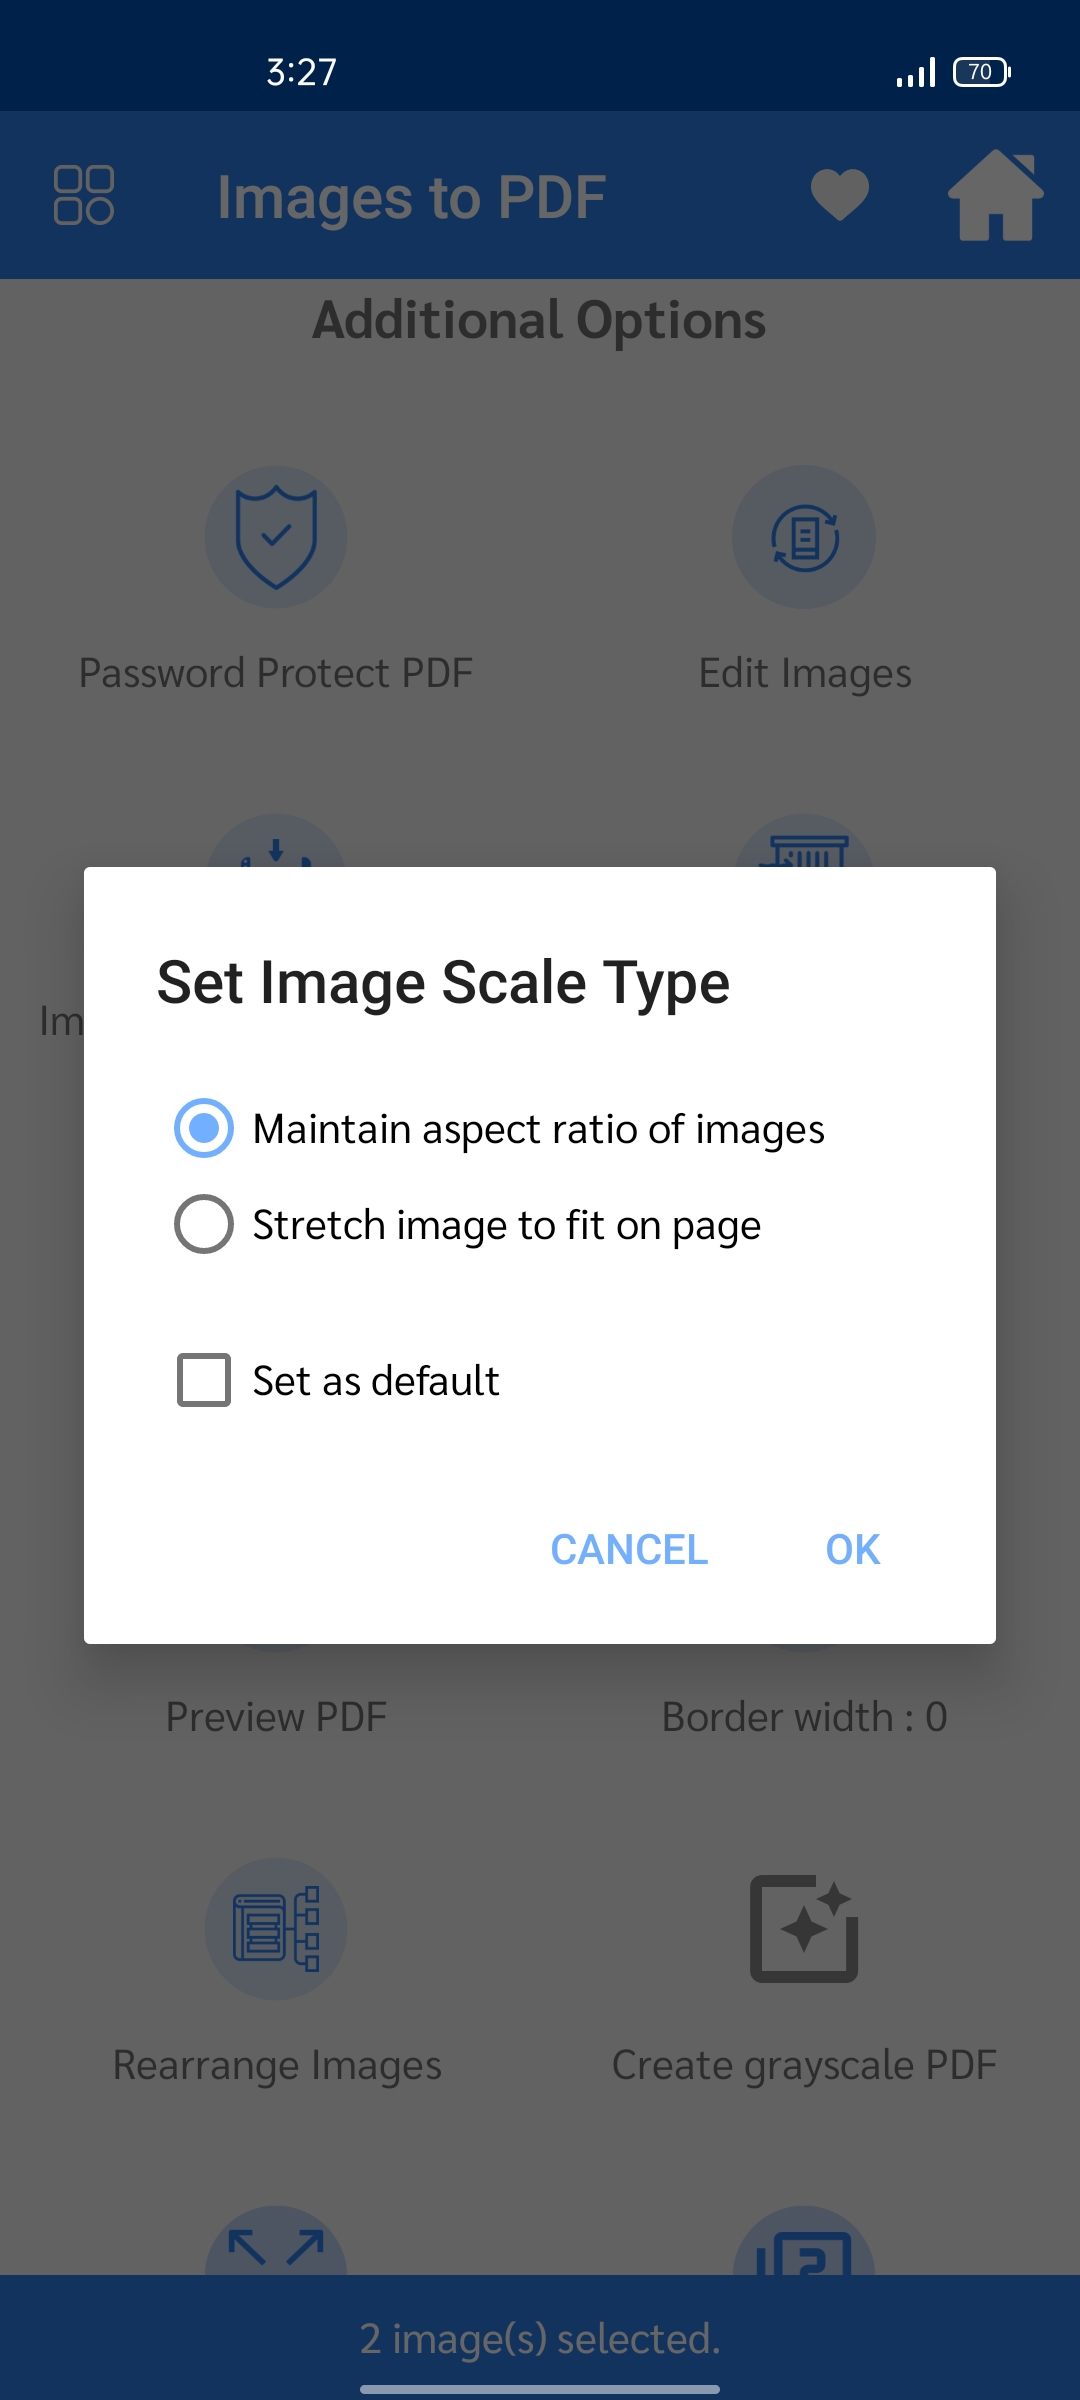 3:27
70
Images to PDF
Additional Options
Password Protect PDF
Edit Images
Im
Set Image Scale Type
Maintain aspect ratio of images
Stretch image to fit on page
Set as default
CANCEL
OK
Preview PDF
Border width : 0
Rearrange Images
Create grayscale PDF
2
2 image(s) selected.